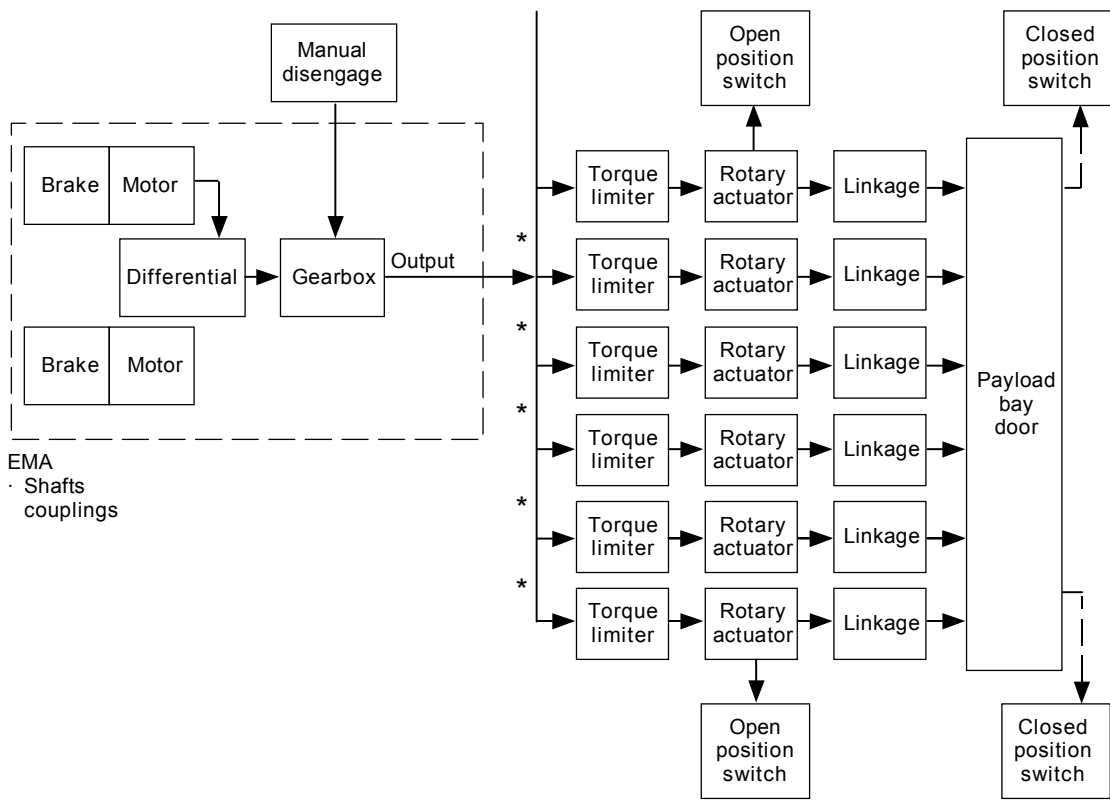 Manual
disengage
Open
position
switch
Closed
position
switch
Brake
Motor
Differential
Gearbox
Output
Brake
Motor
EMA
· Shafts
couplings
Torque
limiter
Rotary
actuator
Linkage
*
Torque
limiter
Rotary
actuator
Linkage
*
Torque
limiter
Rotary
actuator
Linkage
*
Torque
limiter
Rotary
actuator
Linkage
*
Torque
limiter
Rotary
actuator
Linkage
*
Torque
limiter
Rotary
actuator
Linkage
Payload
bay
door
Open
position
switch
Closed
position
switch